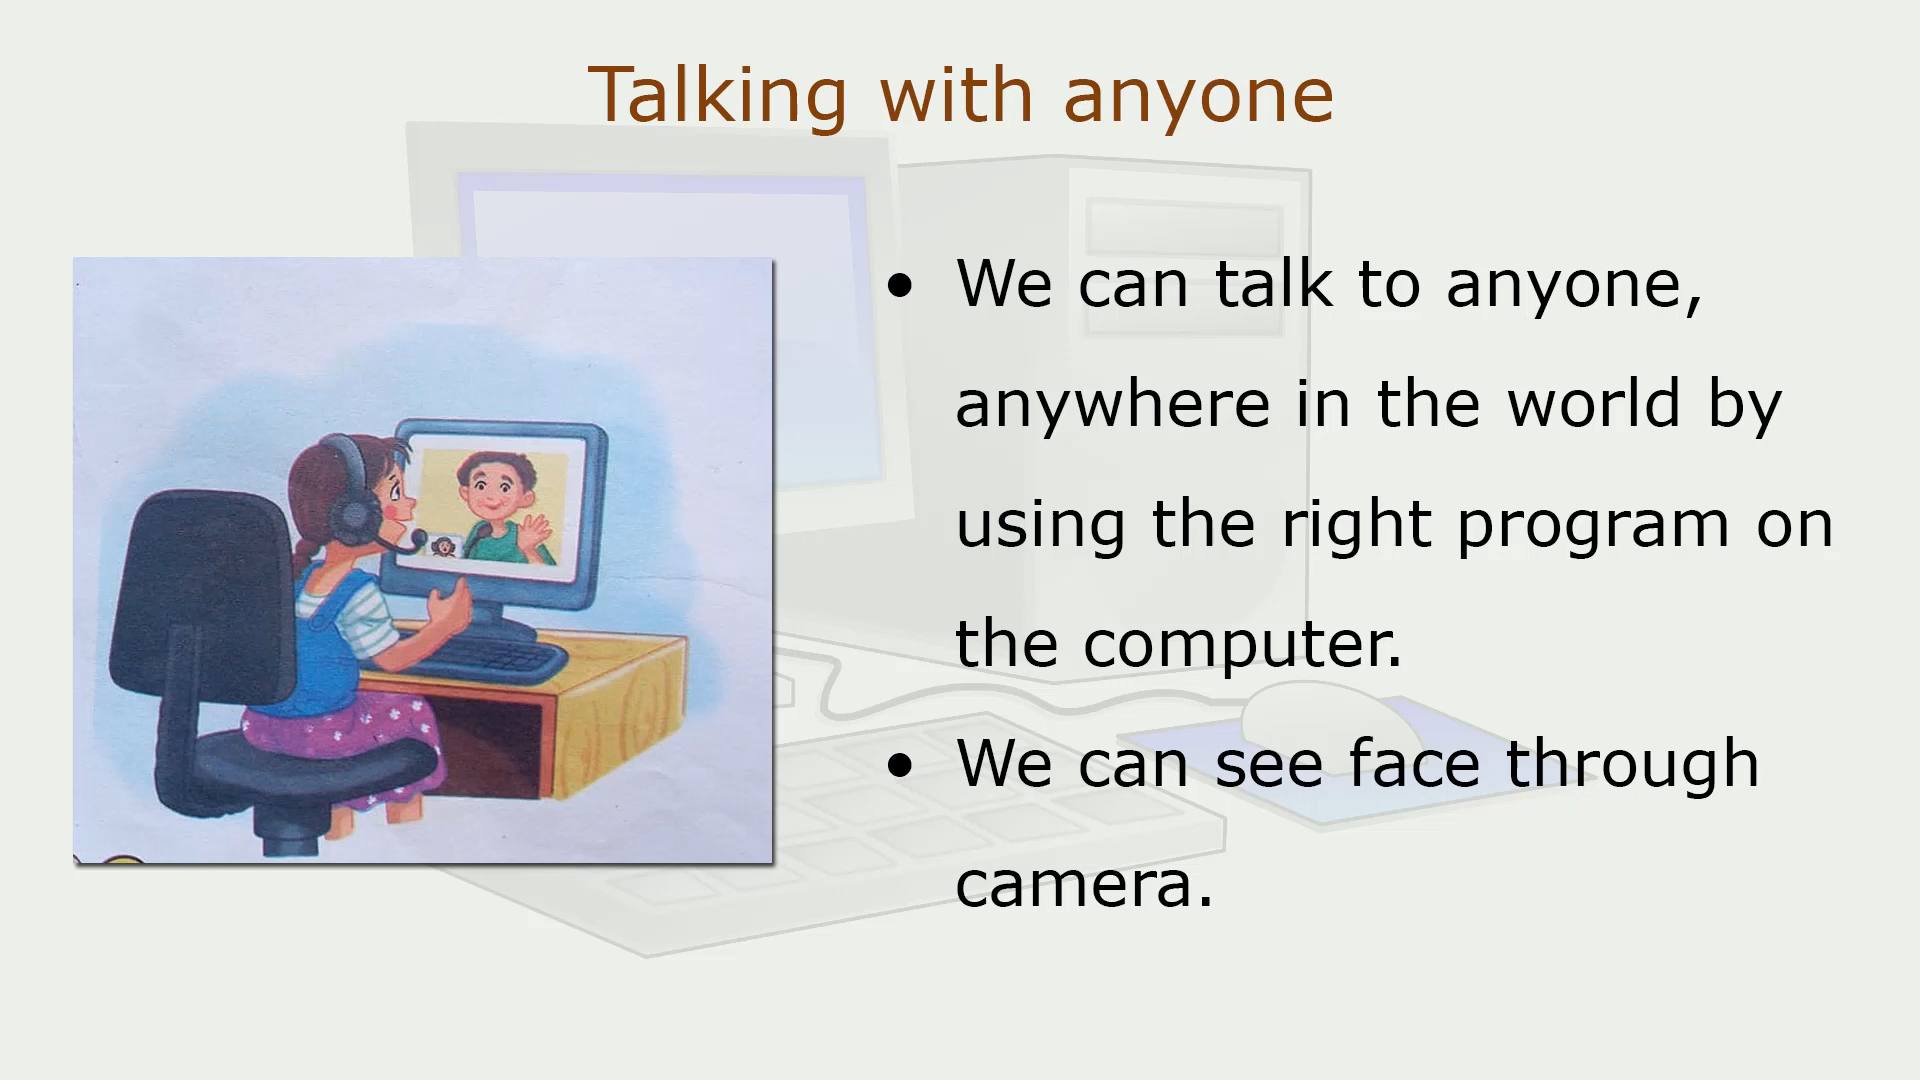 Talking with anyone
• We can talk to anyone,
anywhere in the world by
using the right program on
the computer.
• We can see face through
camera.